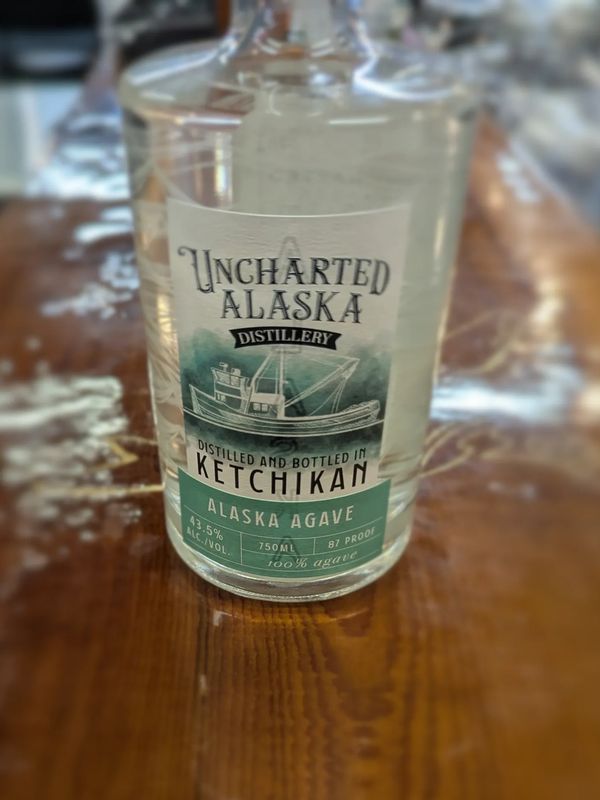 UNCHARTED
ALASKA
DISTILLERY
DISTILLED AND BOTTLED IN
KETCHIKAN
ALASKA AGAVE
43.5%
ALC./VOL.
750ML
87 PROOF
100% agave